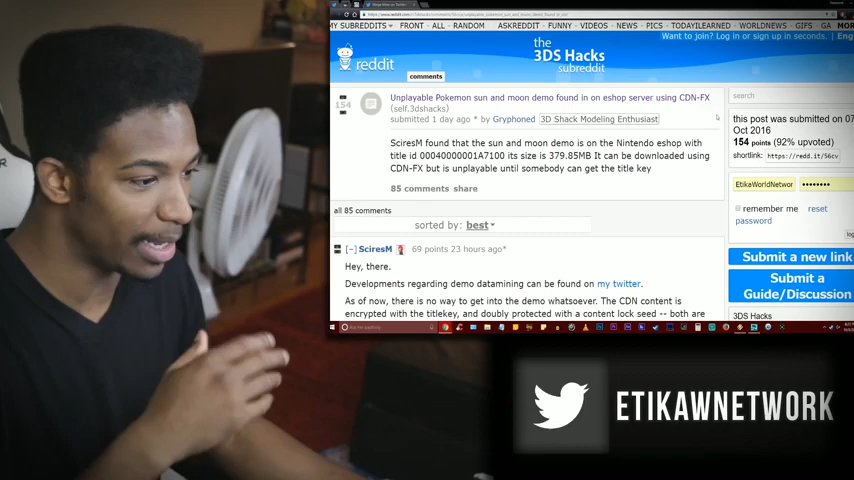 MY SUBREDDITS FRONT ALL RANDOM ASKREDDIT FUNNY VIDEOS NEWS PICS TODAYILEARNED WORLDNEWS GIFS GA MORE
Want to join? Log in or sign up in seconds. | Eng
the
3DS Hacks
subreddit
reddit
comments
154
Unplayable Pokemon sun and moon demo found in on eshop server using CDN-FX
(self.3dshacks)
submitted 1 day ago * by Gryphoned 3D Shack Modeling Enthusiast
SciresM found that the sun and moon demo is on the Nintendo eshop with
title id 00040000001A7100 its size is 379.85MB It can be downloaded using
CDN-FX but is unplayable until somebody can get the title key
85 comments share
all 85 comments
sorted by: best
[–] SciresM 69 points 23 hours ago*
Hey, there.
Developments regarding demo datamining can be found on my twitter.
As of now, there is no way to get into the demo whatsoever. The CDN content is
encrypted with the titlekey, and doubly protected with a content lock seed -- both are
search
this post was submitted on 07
Oct 2016
154 points (92% upvoted)
shortlink: https://redd.it/56cv
EtikaWorldNetwor
remember me reset
password
Submit a new link
Submit a
Guide/Discussion
3DS Hacks
ETIKAWNETWORK